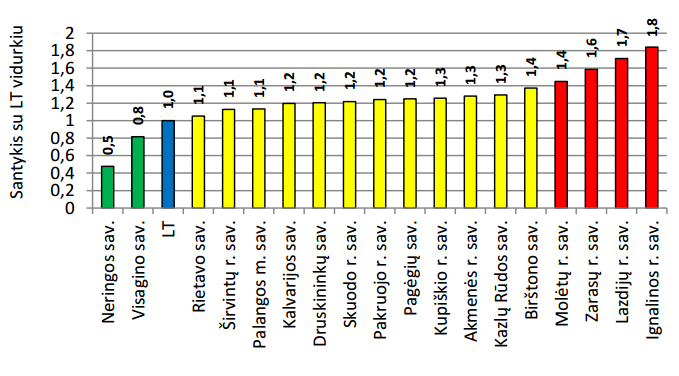 Santykis su LT vidurkiu
2
1,8
1,6
1,4
1,2
1
0,8
0,6
0,4
0,2
0
0,5
0,8
1,0
1,1
1,1
1,1
1,2
1,2
1,2
1,2
1,2
1,3
1,3
1,3
1,4
1,4
1,6
1,7
1,8
Neringos sav.
Visagino sav.
LT
Rietavo sav.
Širvintų r. sav.
Palangos m. sav.
Kalvarijos sav.
Druskininkų sav.
Skuodo r. sav.
Pakruojo r. sav.
Pagėgių sav.
Kupiškio r. sav.
Akmenės r. sav.
Kazlų Rūdos sav.
Birštono sav.
Molėtų r. sav.
Zarasų r. sav.
Lazdijų r. sav.
Ignalinos r. sav.